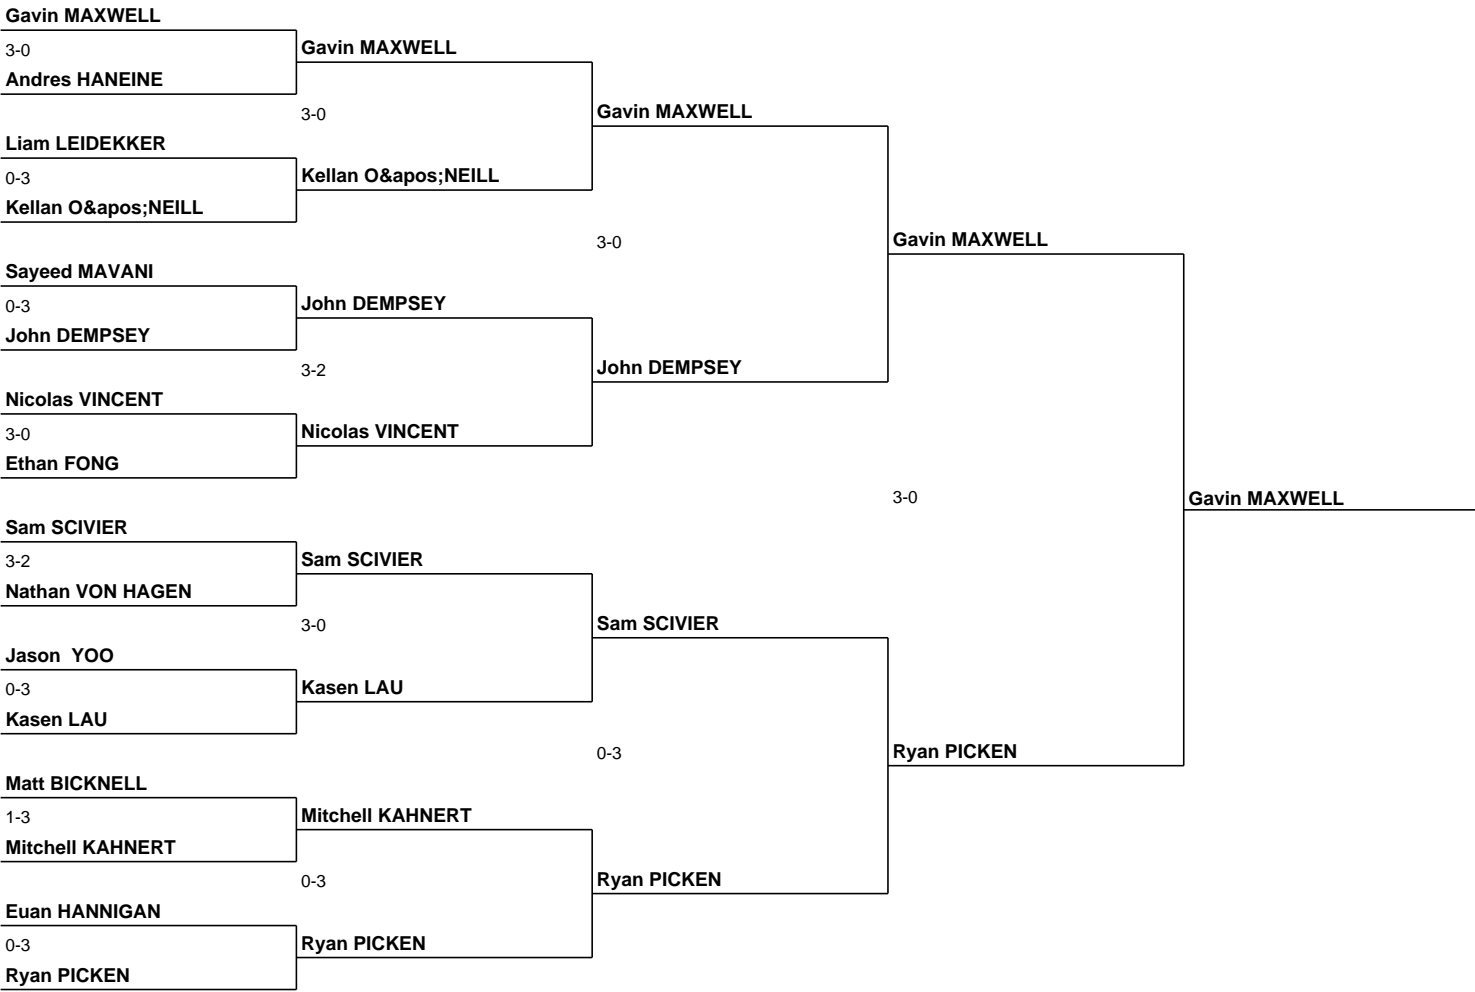 Gavin MAXWELL
3-0
Andres HANEINE
Liam LEIDEKKER
0-3
Kellan O&apos;NEILL
Sayeed MAVANI
0-3
John DEMPSEY
Nicolas VINCENT
3-0
Ethan FONG
Sam SCIVIER
3-2
Nathan VON HAGEN
Jason  YOO
0-3
Kasen LAU
Matt BICKNELL
1-3
Mitchell KAHNERT
Euan HANNIGAN
0-3
Ryan PICKEN
Gavin MAXWELL
3-0
Kellan O&apos;NEILL
John DEMPSEY
3-2
Nicolas VINCENT
Sam SCIVIER
3-0
Kasen LAU
Mitchell KAHNERT
0-3
Ryan PICKEN
Gavin MAXWELL
3-0
John DEMPSEY
Sam SCIVIER
0-3
Ryan PICKEN
Gavin MAXWELL
3-0
Ryan PICKEN
Gavin MAXWELL